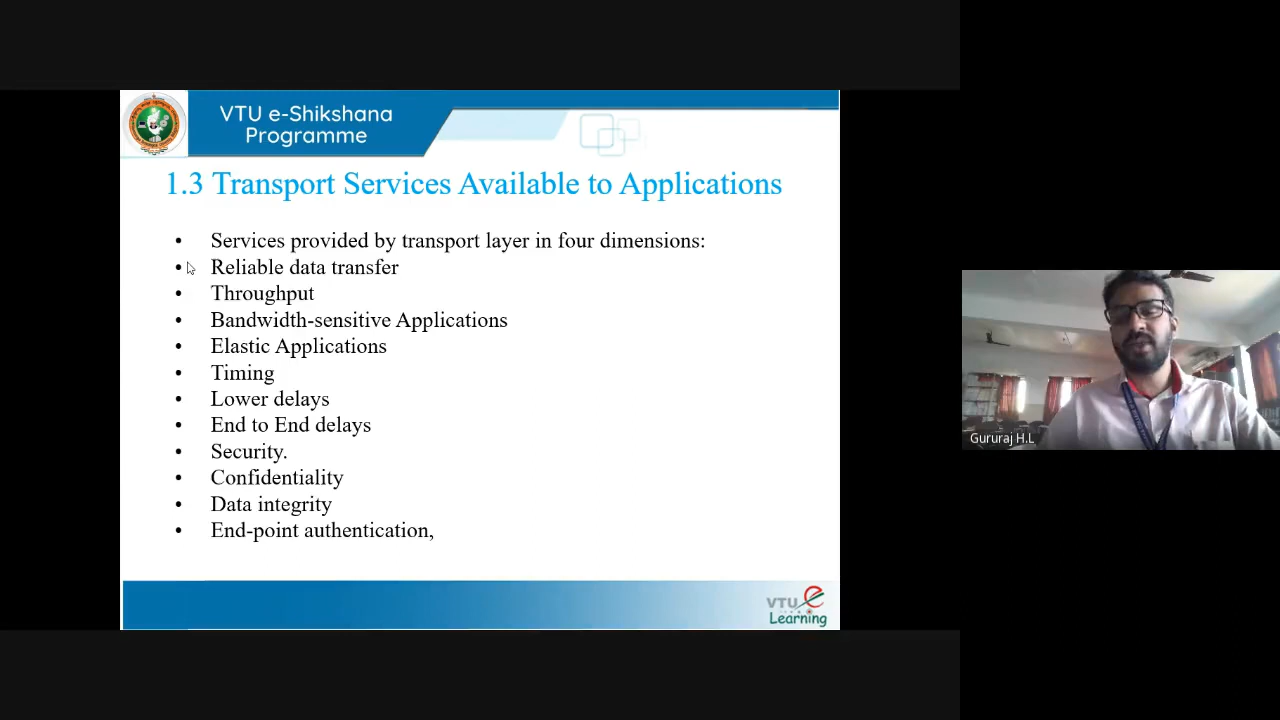 VTU e-Shikshana
Programme
1.3 Transport Services Available to Applications
• Services provided by transport layer in four dimensions:
• Reliable data transfer
• Throughput
• Bandwidth-sensitive Applications
• Elastic Applications
• Timing
• Lower delays
• End to End delays
• Security.
• Confidentiality
• Data integrity
• End-point authentication,
Gururaj H.L
VTU e
Learning